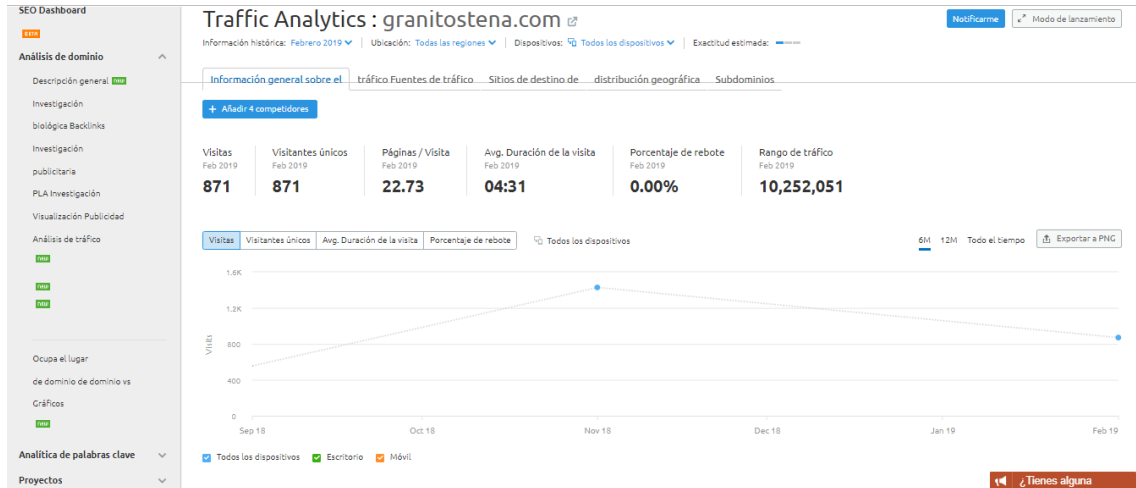 SEO Dashboard
BETA
Análisis de dominio
Descripción general new
Investigación
biológica Backlinks
Investigación
publicitaria
PLA Investigación
Visualización Publicidad
Análisis de tráfico
new
new
new
Ocupa el lugar
de dominio de dominio vs
Gráficos
new
Analítica de palabras clave
Proyectos
Traffic Analytics : granitostena.com
Notificarme
Modo de lanzamiento
Información histórica: Febrero 2019 Ubicación: Todas las regiones Dispositivos: Todos los dispositivos Exactitud estimada:
Información general sobre el tráfico Fuentes de tráfico Sitios de destino de distribución geográfica Subdominios
+ Añadir 4 competidores
Visitas Visitantes únicos Páginas / Visita Avg. Duración de la visita Porcentaje de rebote Rango de tráfico
Feb 2019 Feb 2019 Feb 2019 Feb 2019 Feb 2019 Feb 2019
871 871 22.73 04:31 0.00% 10,252,051
Visitas Visitantes únicos Avg. Duración de la visita Porcentaje de rebote Todos los dispositivos 6M 12M Todo el tiempo Exportar a PNG
1.6K
1.2K
800
400
0
Visits
Sep 18 Oct 18 Nov 18 Dec 18 Jan 19 Feb 19
Todos los dispositivos Escritorio Móvil
¿Tienes alguna